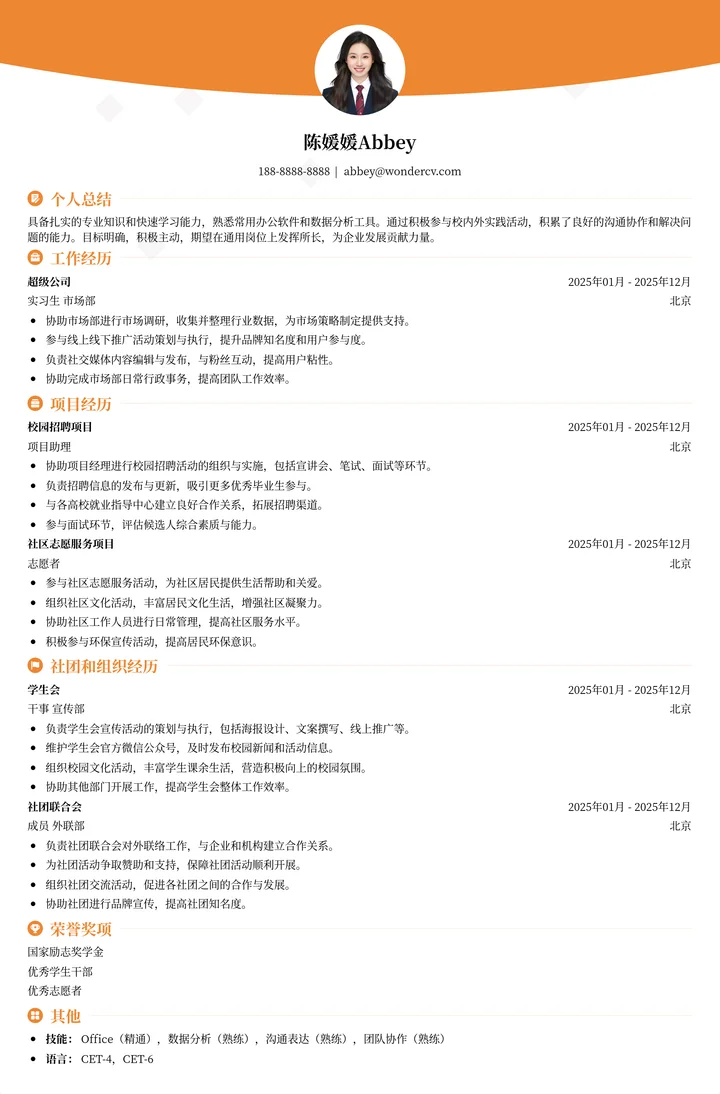 陈媛媛Abbey
188-8888-8888 | abbey@wondercv.com
个人总结
具备扎实的专业知识和快速学习能力，熟悉常用办公软件和数据分析工具。通过积极参与校内外实践活动，积累了良好的沟通协作和解决问
题的能力。目标明确，积极主动，期望在通用岗位上发挥所长，为企业发展贡献力量。
工作经历
超级公司 2025年01月 - 2025年12月
实习生 市场部 北京
• 协助市场部进行市场调研，收集并整理行业数据，为市场策略制定提供支持。
• 参与线上线下推广活动策划与执行，提升品牌知名度和用户参与度。
• 负责社交媒体内容编辑与发布，与粉丝互动，提高用户粘性。
• 协助完成市场部日常行政事务，提高团队工作效率。
项目经历
校园招聘项目 2025年01月 - 2025年12月
项目助理 北京
• 协助项目经理进行校园招聘活动的组织与实施，包括宣讲会、笔试、面试等环节。
• 负责招聘信息的发布与更新，吸引更多优秀毕业生参与。
• 与各高校就业指导中心建立良好合作关系，拓展招聘渠道。
• 参与面试环节，评估候选人综合素质与能力。
社区志愿服务项目 2025年01月 - 2025年12月
志愿者 北京
• 参与社区志愿服务活动，为社区居民提供生活帮助和关爱。
• 组织社区文化活动，丰富居民文化生活，增强社区凝聚力。
• 协助社区工作人员进行日常管理，提高社区服务水平。
• 积极参与环保宣传活动，提高居民环保意识。
社团和组织经历
学生会 2025年01月 - 2025年12月
干事 宣传部 北京
• 负责学生会宣传活动的策划与执行，包括海报设计、文案撰写、线上推广等。
• 维护学生会官方微信公众号，及时发布校园新闻和活动信息。
• 组织校园文化活动，丰富学生课余生活，营造积极向上的校园氛围。
• 协助其他部门开展工作，提高学生会整体工作效率。
社团联合会 2025年01月 - 2025年12月
成员 外联部 北京
• 负责社团联合会对外联络工作，与企业和机构建立合作关系。
• 为社团活动争取赞助和支持，保障社团活动顺利开展。
• 组织社团交流活动，促进各社团之间的合作与发展。
• 协助社团进行品牌宣传，提高社团知名度。
荣誉奖项
国家励志奖学金
优秀学生干部
优秀志愿者
其他
• 技能： Office（精通）, 数据分析（熟练）, 沟通表达（熟练）, 团队协作（熟练）
• 语言： CET-4，CET-6